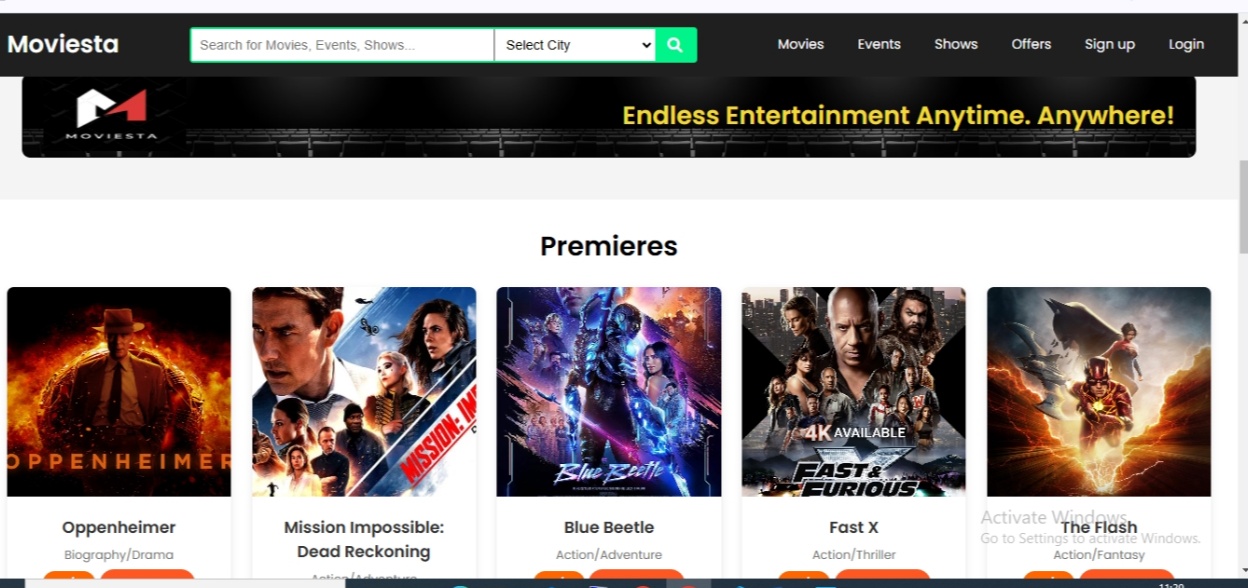 Moviesta
Search for Movies, Events, Shows...
Select City
Movies
Events
Shows
Offers
Sign up
Login
MOVIESTA
Endless Entertainment Anytime. Anywhere!
Premieres
OPPENHEIMER
MISSION: IM
Blue Beetle
4K AVAILABLE
FAST &
FURIOUS
Oppenheimer
Biography/Drama
Mission Impossible:
Dead Reckoning
Action/Adventure
Blue Beetle
Action/Adventure
Fast X
Action/Thriller
The Flash
Action/Fantasy
Activate Windows
Go to Settings to activate Windows.
11:20